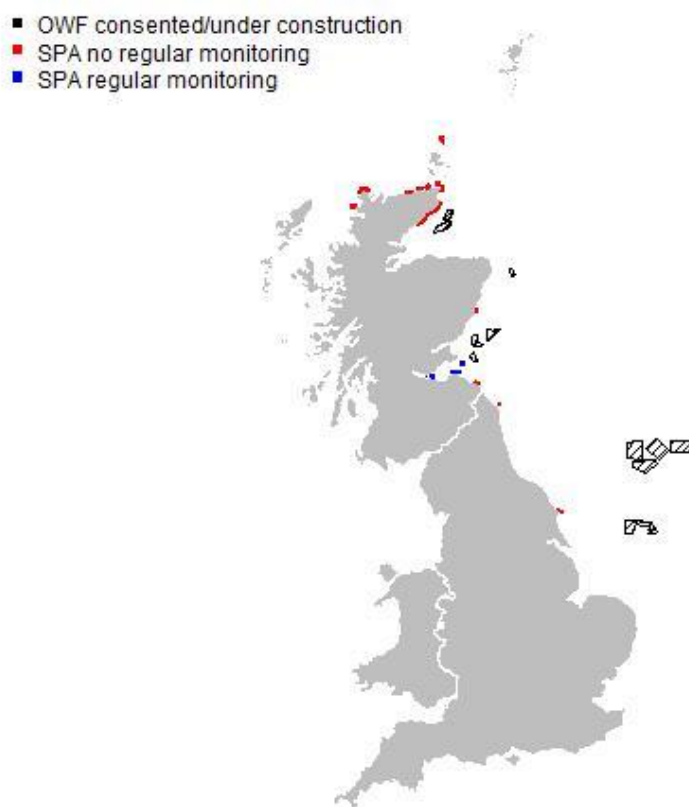 OWF consented/under construction
SPA no regular monitoring
SPA regular monitoring